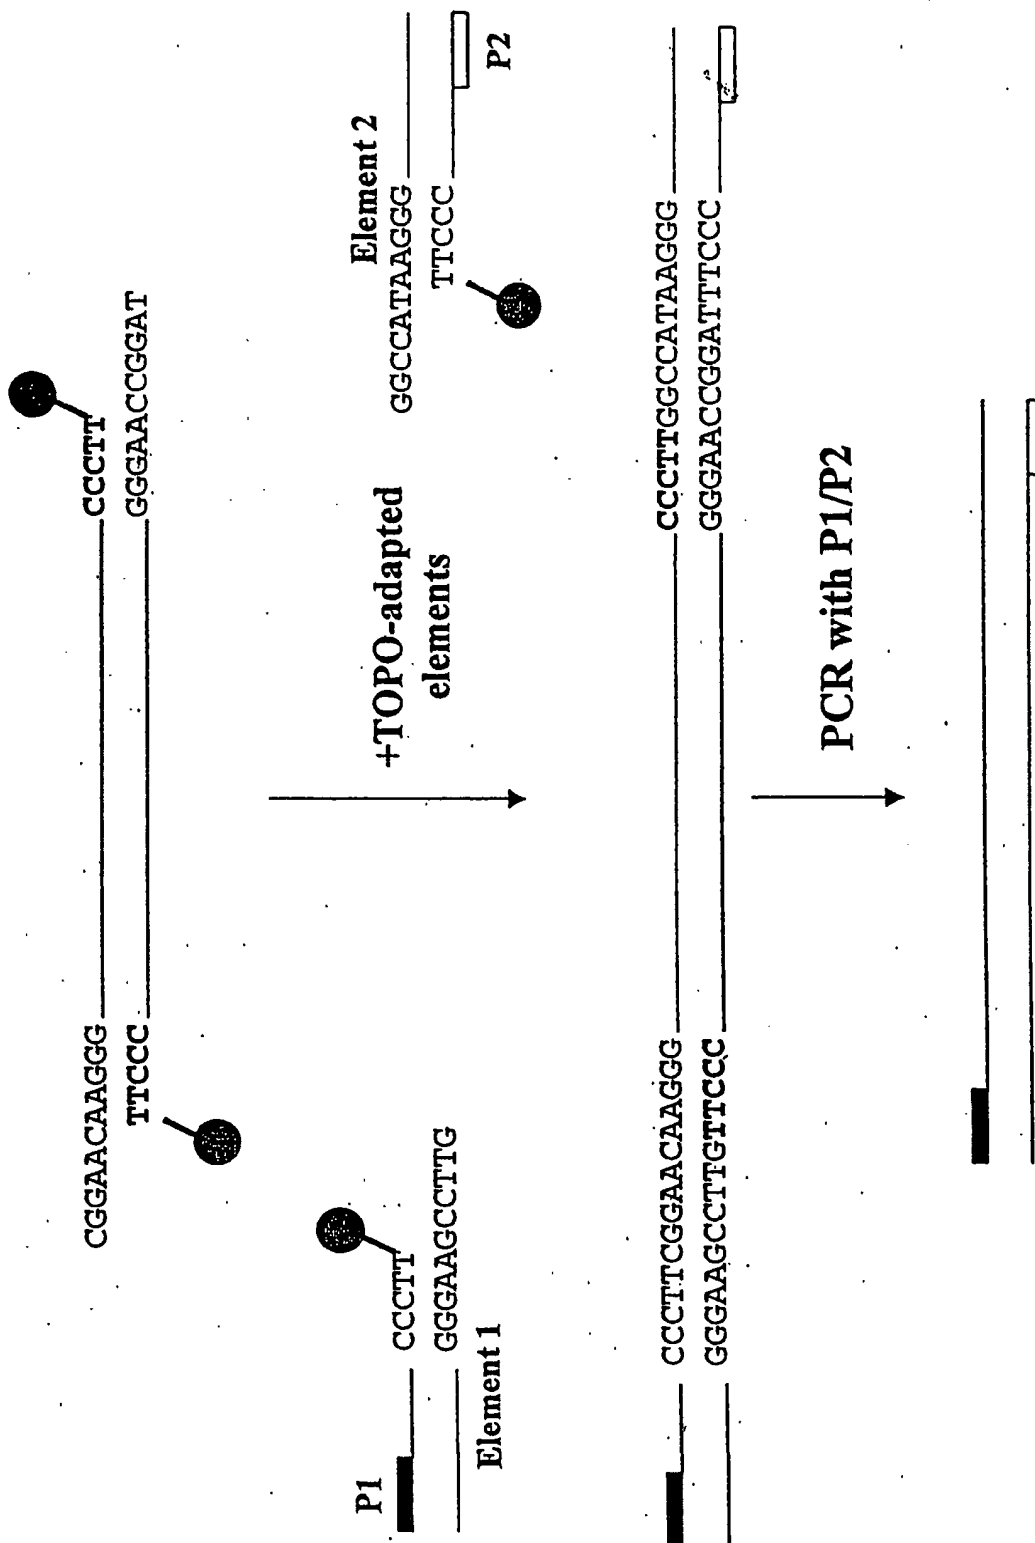 CGGAACAAGGG CCCTT
TTCCC GGGAACCGGAT
+TOPO-adapted
elements
P1
CCCTT
GGGAAGCCTTG
Element 1
Element 2
GGCCATAAGGG
TTCCC
P2
CCCTTCGGAACAAGGG CCCTTGGCCATAAGGG
GGGAAGCCTTGTTCCC GGGAACCGGATTTCCC
PCR with P1/P2